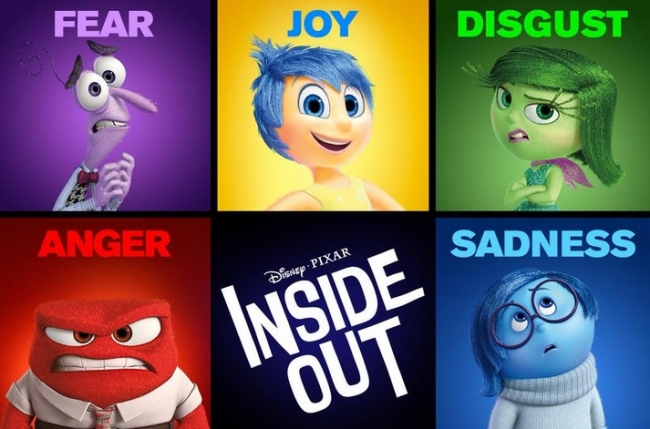 FEAR
JOY
DISGUST
ANGER
DISNEY · PIXAR
INSIDE
OUT
SADNESS